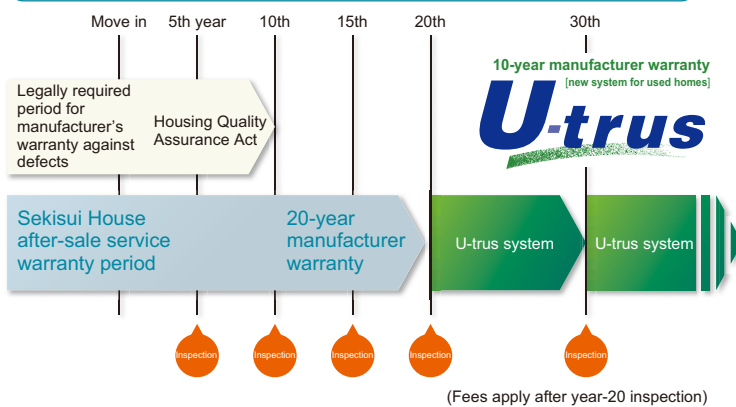 Move in 5th year 10th 15th 20th 30th
10-year manufacturer warranty
[new system for used homes]
U-trus
Legally required
period for
manufacturer's
warranty against
defects
Housing Quality
Assurance Act
Sekisui House
after-sale service
warranty period
20-year
manufacturer
warranty
U-trus system
U-trus system
Inspection Inspection Inspection Inspection Inspection
(Fees apply after year-20 inspection)